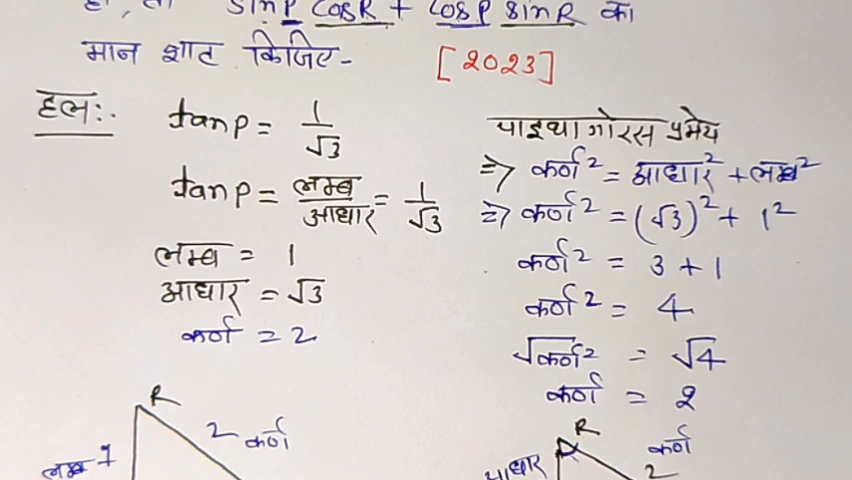 sinP cosR + cosP sinR का
मान ज्ञाट किजिए- [2023]
हल:-
tanP = 1/√3
tanP = लम्ब/आधार = 1/√3
लम्ब = 1
आधार = √3
कर्ण = 2
पाइथागोरस प्रमेय
⇒ कर्ण² = आधार² + लम्ब²
⇒ कर्ण² = (√3)² + 1²
कर्ण² = 3 + 1
कर्ण² = 4
√कर्ण² = √4
कर्ण = 2
R
2 कर्ण
लम्ब 1
R
कर्ण
आधार
2